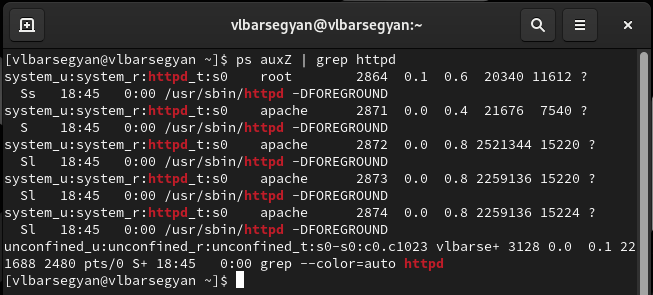 vlbarsegyan@vlbarsegyan:~
[vlbarsegyan@vlbarsegyan ~]$ ps auxZ | grep httpd
system_u:system_r:httpd_t:s0    root        2864  0.1  0.6  20340 11612 ?
  Ss   18:45   0:00 /usr/sbin/httpd -DFOREGROUND
system_u:system_r:httpd_t:s0    apache      2871  0.0  0.4  21676  7540 ?
  S    18:45   0:00 /usr/sbin/httpd -DFOREGROUND
system_u:system_r:httpd_t:s0    apache      2872  0.0  0.8 2521344 15220 ?
  Sl   18:45   0:00 /usr/sbin/httpd -DFOREGROUND
system_u:system_r:httpd_t:s0    apache      2873  0.0  0.8 2259136 15220 ?
  Sl   18:45   0:00 /usr/sbin/httpd -DFOREGROUND
system_u:system_r:httpd_t:s0    apache      2874  0.0  0.8 2259136 15224 ?
  Sl   18:45   0:00 /usr/sbin/httpd -DFOREGROUND
unconfined_u:unconfined_r:unconfined_t:s0-s0:c0.c1023 vlbarse+ 3128 0.0  0.1 22
1688 2480 pts/0 S+ 18:45   0:00 grep --color=auto httpd
[vlbarsegyan@vlbarsegyan ~]$